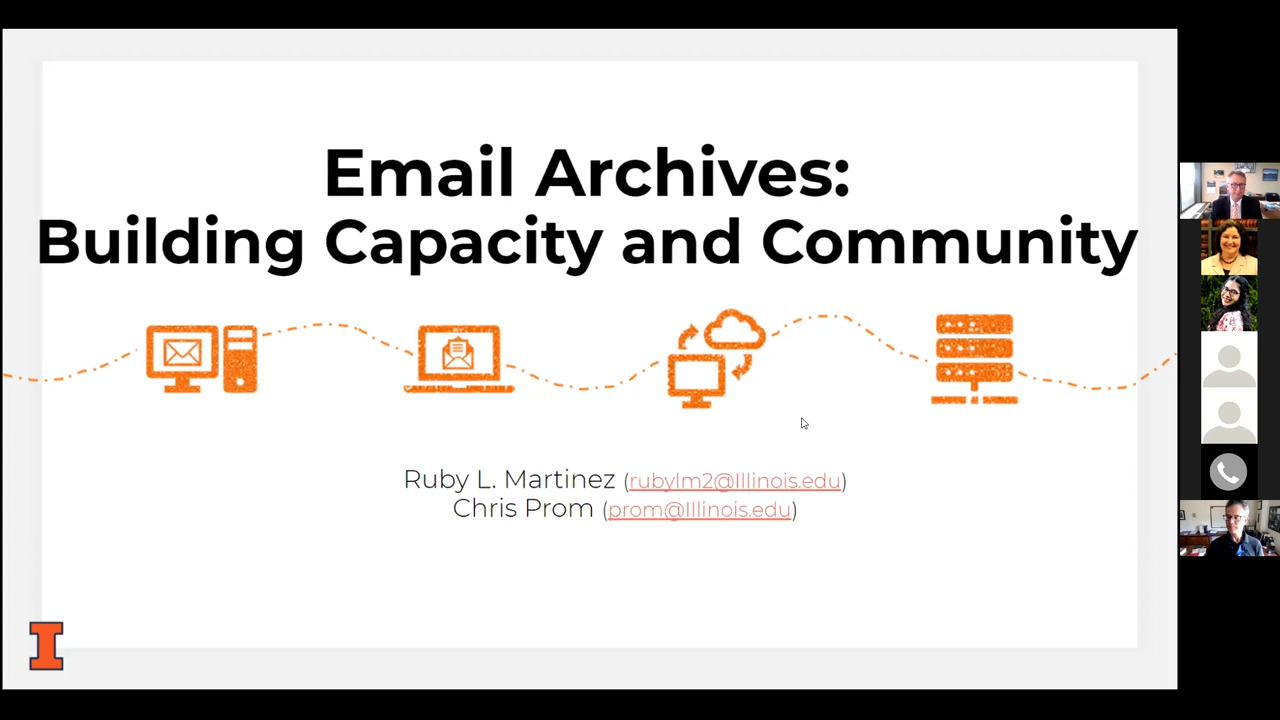 Email Archives:
Building Capacity and Community
Ruby L. Martinez (rubylm2@Illinois.edu)
Chris Prom (prom@Illinois.edu)
I